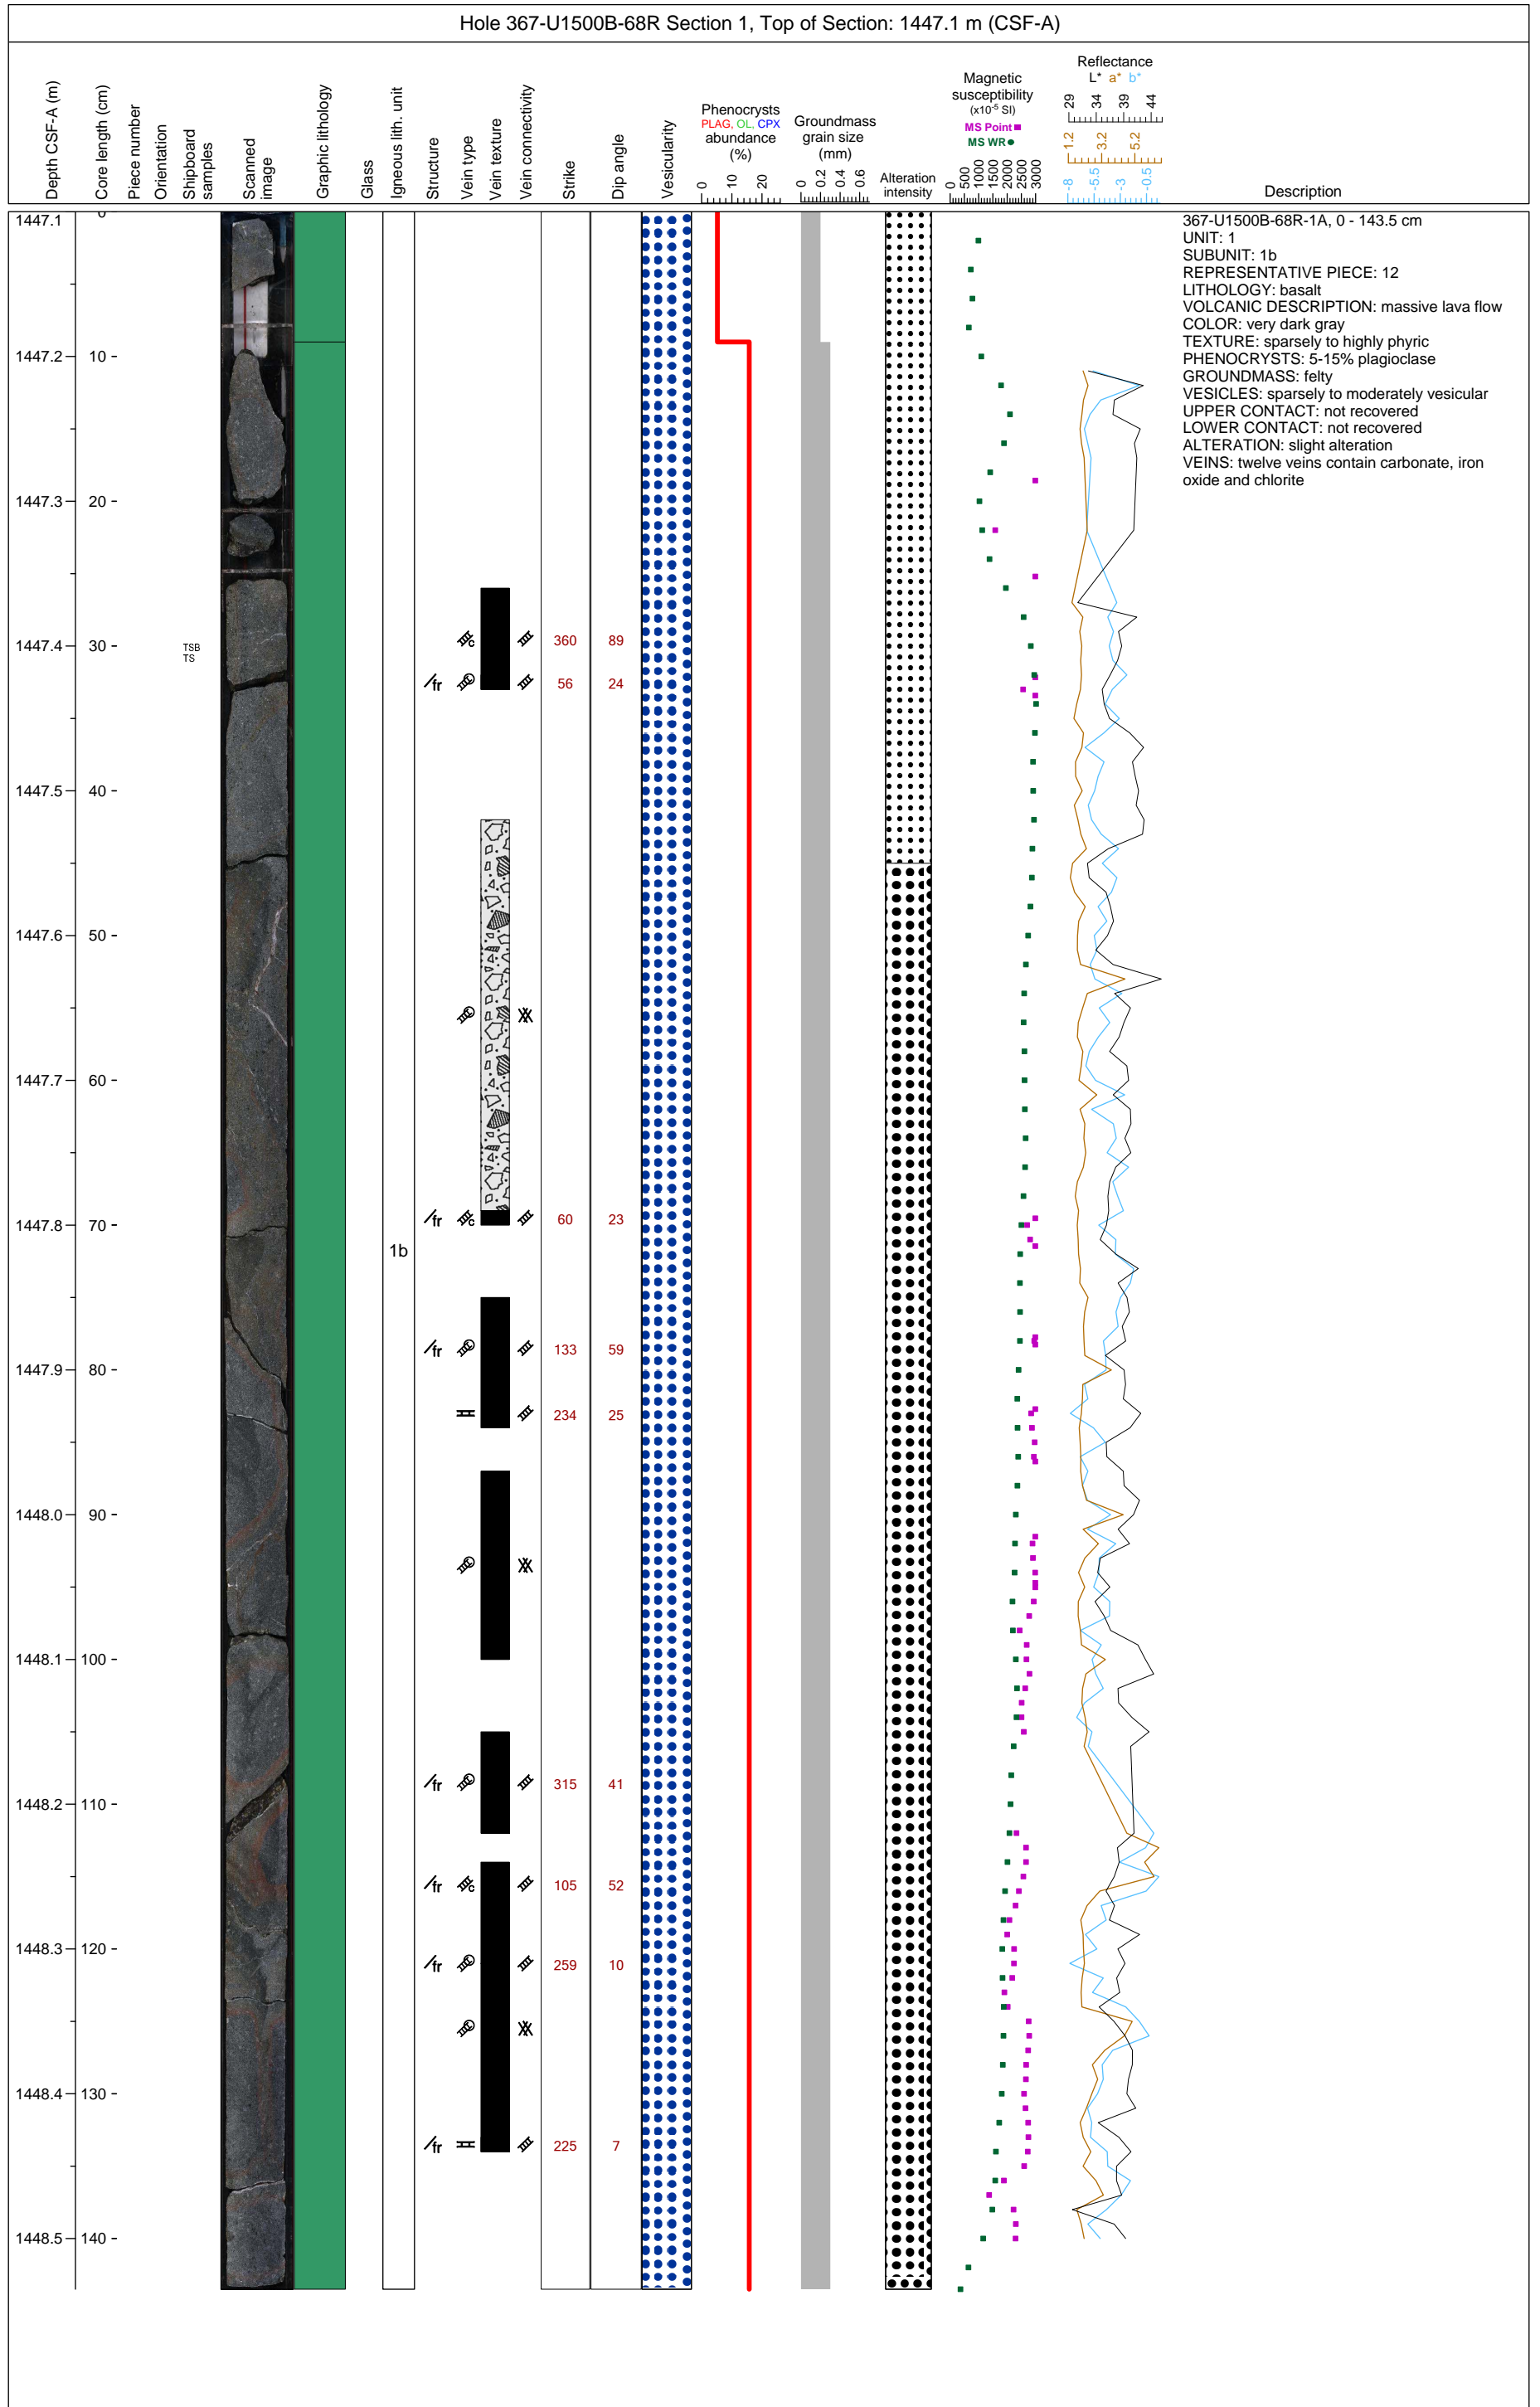 Hole 367-U1500B-68R Section 1, Top of Section: 1447.1 m (CSF-A)
Depth CSF-A (m)
Core length (cm)
Piece number
Orientation
Shipboard
samples
Scanned
image
Graphic lithology
Glass
Igneous lith. unit
Structure
Vein type
Vein texture
Vein connectivity
Strike
Dip angle
Vesicularity
Phenocrysts
PLAG, OL, CPX
abundance
(%)
0 10 20
Groundmass
grain size
(mm)
0 0.2 0.4 0.6
Alteration
intensity
Magnetic
susceptibility
(x10-5 SI)
MS Point
MS WR
0 500 1000 1500 2000 2500 3000
Reflectance
L* a* b*
29 34 39 44
1.2 3.2 5.2
-8 -5.5 -3 -0.5
Description
1447.1 0
1447.2 10
1447.3 20
1447.4 30
1447.5 40
1447.6 50
1447.7 60
1447.8 70
1447.9 80
1448.0 90
1448.1 100
1448.2 110
1448.3 120
1448.4 130
1448.5 140
TSB
TS
1b
c 360 89
fr 56 24
fr c 60 23
fr 133 59
234 25
fr 315 41
fr c 105 52
fr 259 10
fr 225 7
367-U1500B-68R-1A, 0 - 143.5 cm
UNIT: 1
SUBUNIT: 1b
REPRESENTATIVE PIECE: 12
LITHOLOGY: basalt
VOLCANIC DESCRIPTION: massive lava flow
COLOR: very dark gray
TEXTURE: sparsely to highly phyric
PHENOCRYSTS: 5-15% plagioclase
GROUNDMASS: felty
VESICLES: sparsely to moderately vesicular
UPPER CONTACT: not recovered
LOWER CONTACT: not recovered
ALTERATION: slight alteration
VEINS: twelve veins contain carbonate, iron
oxide and chlorite